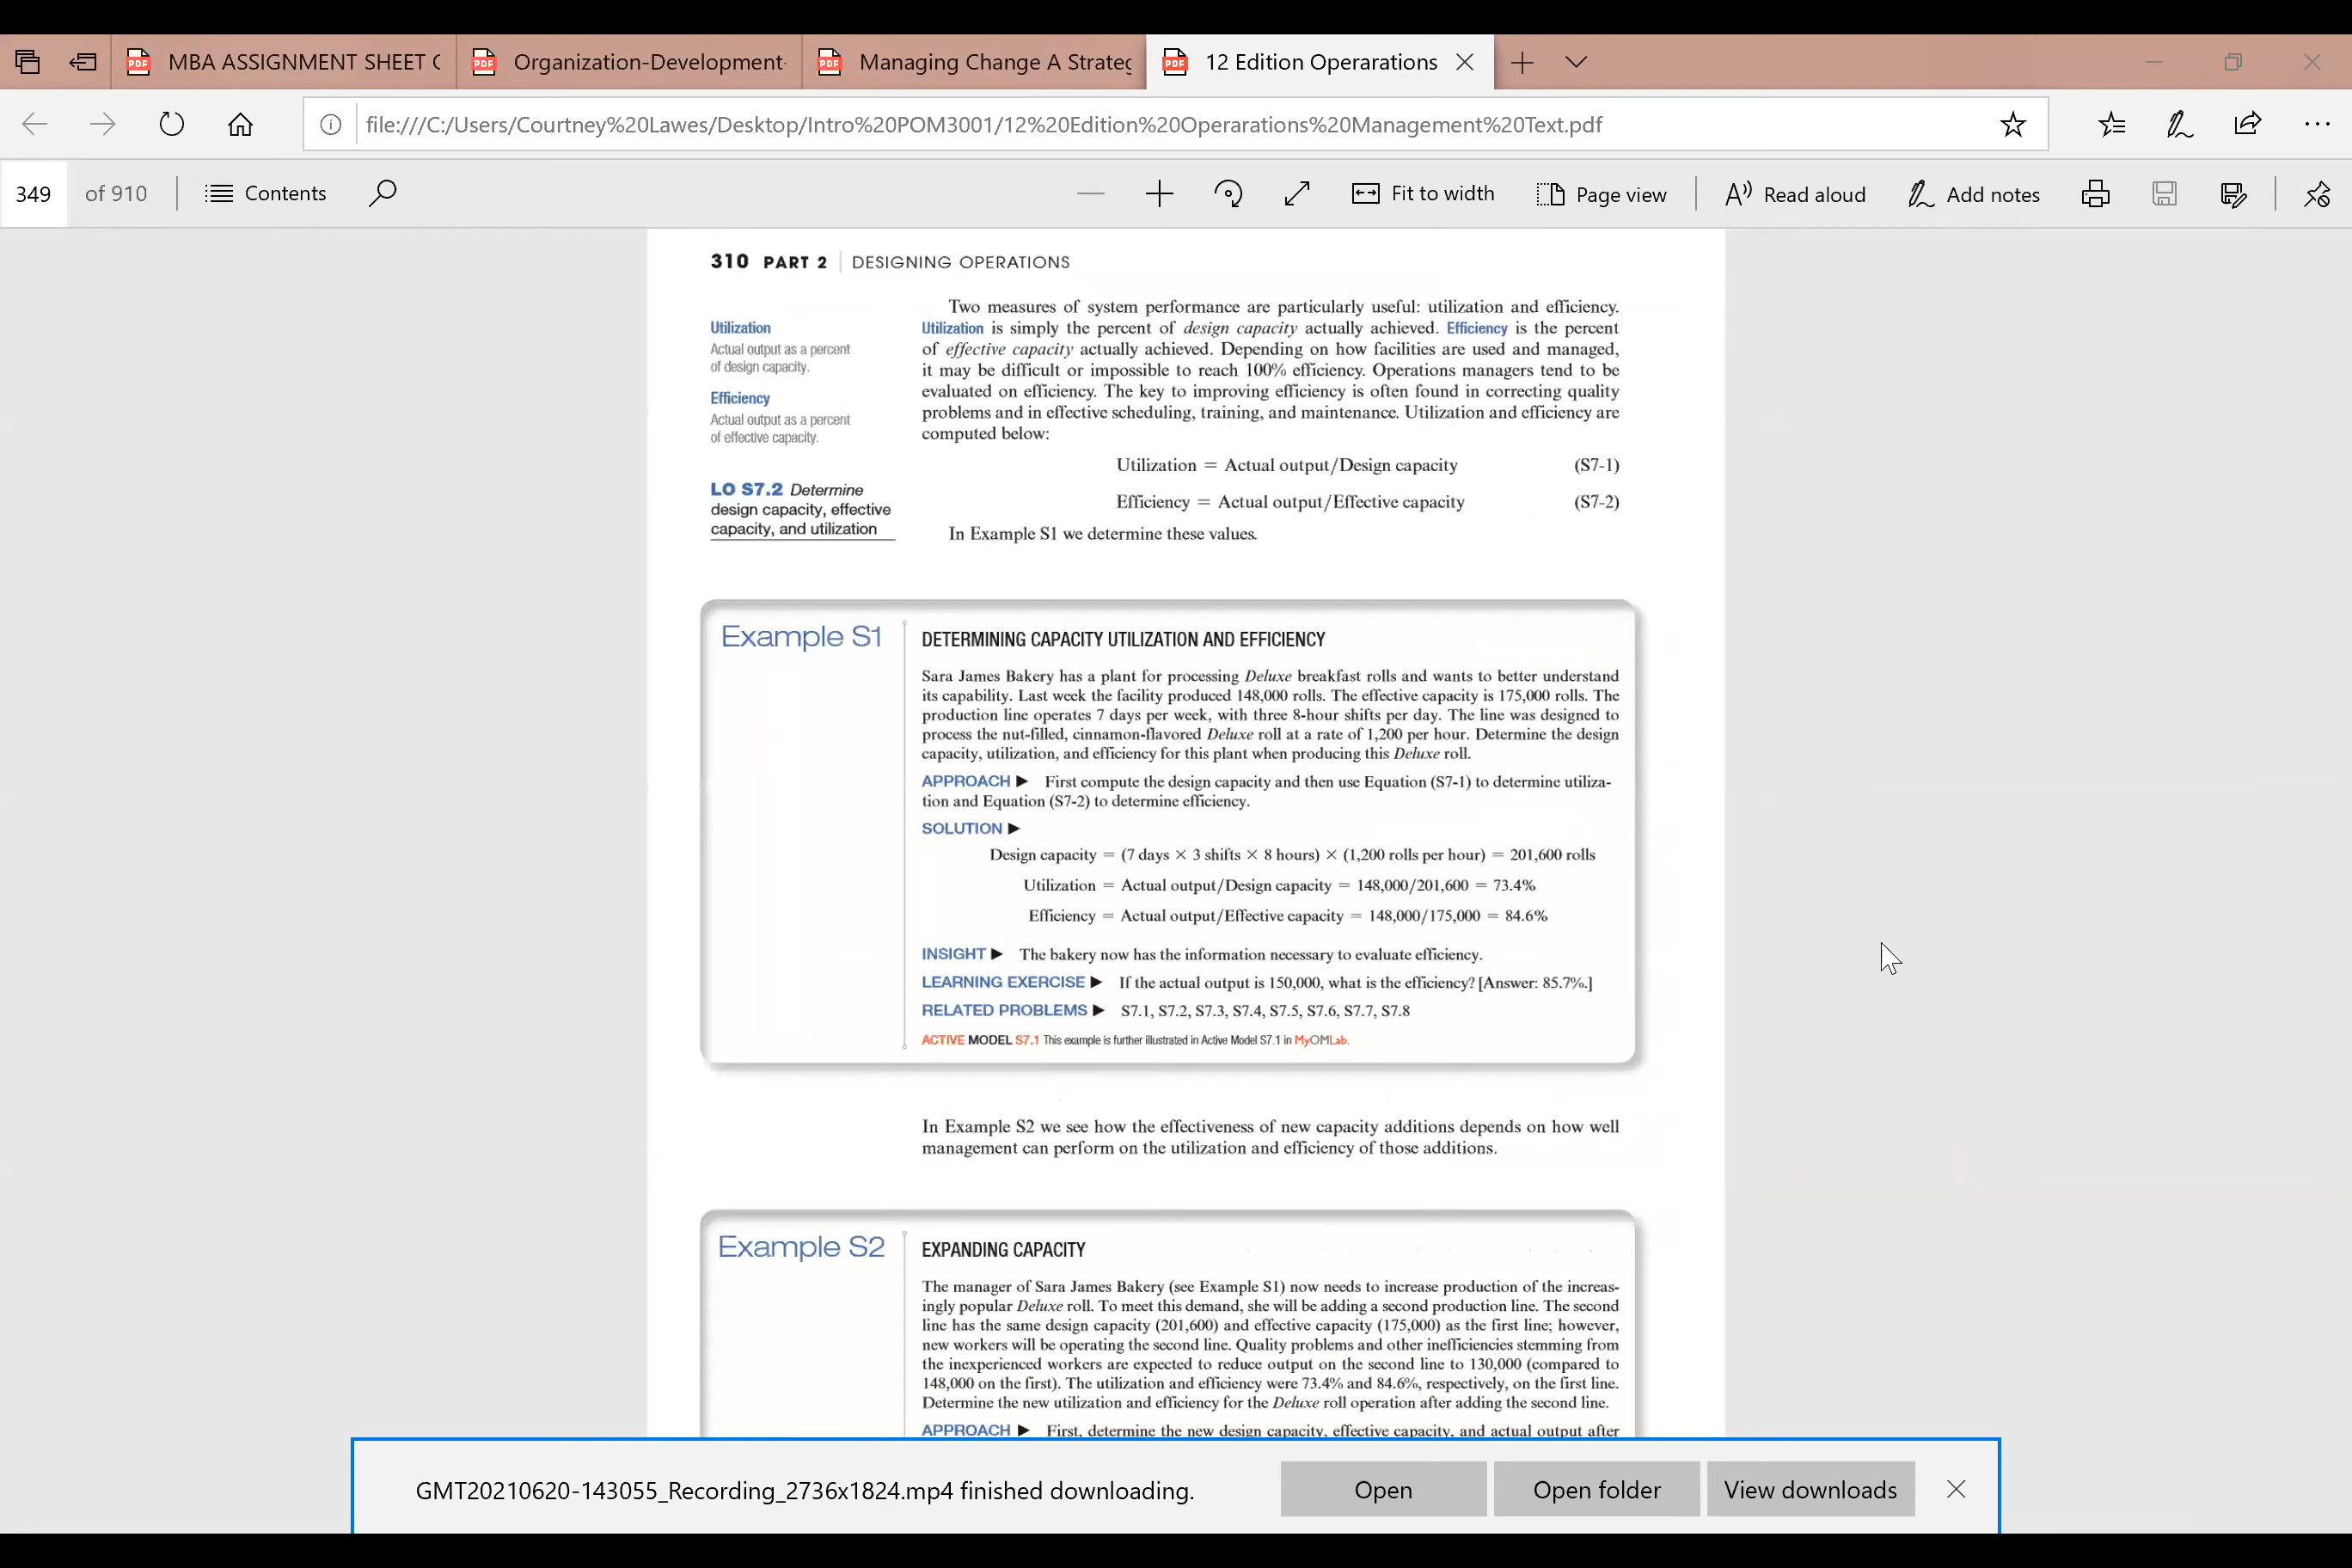 MBA ASSIGNMENT SHEET C
Organization-Development-
Managing Change A Strateg
12 Edition Operarations
file:///C:/Users/Courtney%20Lawes/Desktop/Intro%20POM3001/12%20Edition%20Operarations%20Management%20Text.pdf
349 of 910
Contents
Fit to width
Page view
Read aloud
Add notes
310 PART 2 | DESIGNING OPERATIONS
Utilization
Actual output as a percent
of design capacity.
Efficiency
Actual output as a percent
of effective capacity.
LO S7.2 Determine
design capacity, effective
capacity, and utilization
Two measures of system performance are particularly useful: utilization and efficiency.
Utilization is simply the percent of design capacity actually achieved. Efficiency is the percent
of effective capacity actually achieved. Depending on how facilities are used and managed,
it may be difficult or impossible to reach 100% efficiency. Operations managers tend to be
evaluated on efficiency. The key to improving efficiency is often found in correcting quality
problems and in effective scheduling, training, and maintenance. Utilization and efficiency are
computed below:
Utilization = Actual output/Design capacity (S7-1)
Efficiency = Actual output/Effective capacity (S7-2)
In Example S1 we determine these values.
Example S1
DETERMINING CAPACITY UTILIZATION AND EFFICIENCY
Sara James Bakery has a plant for processing Deluxe breakfast rolls and wants to better understand
its capability. Last week the facility produced 148,000 rolls. The effective capacity is 175,000 rolls. The
production line operates 7 days per week, with three 8-hour shifts per day. The line was designed to
process the nut-filled, cinnamon-flavored Deluxe roll at a rate of 1,200 per hour. Determine the design
capacity, utilization, and efficiency for this plant when producing this Deluxe roll.
APPROACH ▶ First compute the design capacity and then use Equation (S7-1) to determine utiliza-
tion and Equation (S7-2) to determine efficiency.
SOLUTION ▶
Design capacity = (7 days × 3 shifts × 8 hours) × (1,200 rolls per hour) = 201,600 rolls
Utilization = Actual output/Design capacity = 148,000/201,600 = 73.4%
Efficiency = Actual output/Effective capacity = 148,000/175,000 = 84.6%
INSIGHT ▶ The bakery now has the information necessary to evaluate efficiency.
LEARNING EXERCISE ▶ If the actual output is 150,000, what is the efficiency? [Answer: 85.7%.]
RELATED PROBLEMS ▶ S7.1, S7.2, S7.3, S7.4, S7.5, S7.6, S7.7, S7.8
ACTIVE MODEL S7.1 This example is further illustrated in Active Model S7.1 in MyOMLab.
In Example S2 we see how the effectiveness of new capacity additions depends on how well
management can perform on the utilization and efficiency of those additions.
Example S2
EXPANDING CAPACITY
The manager of Sara James Bakery (see Example S1) now needs to increase production of the increas-
ingly popular Deluxe roll. To meet this demand, she will be adding a second production line. The second
line has the same design capacity (201,600) and effective capacity (175,000) as the first line; however,
new workers will be operating the second line. Quality problems and other inefficiencies stemming from
the inexperienced workers are expected to reduce output on the second line to 130,000 (compared to
148,000 on the first). The utilization and efficiency were 73.4% and 84.6%, respectively, on the first line.
Determine the new utilization and efficiency for the Deluxe roll operation after adding the second line.
APPROACH ▶ First, determine the new design capacity, effective capacity, and actual output after
GMT20210620-143055_Recording_2736x1824.mp4 finished downloading.
Open
Open folder
View downloads